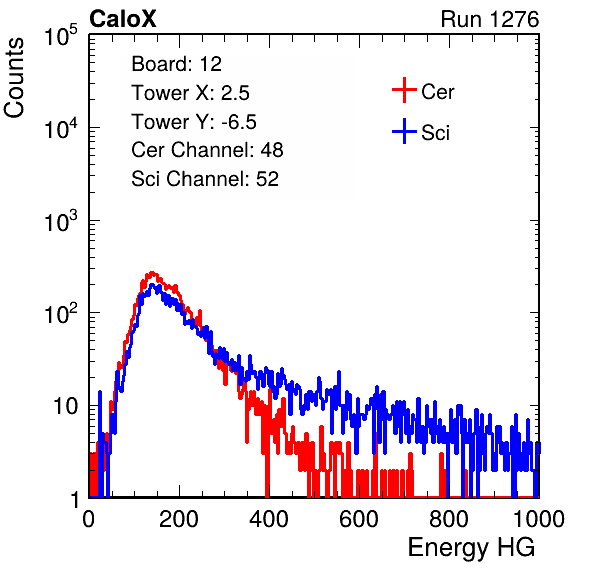 CaloX Run 1276
Counts
Board: 12
Tower X: 2.5
Tower Y: -6.5
Cer Channel: 48
Sci Channel: 52
Cer
Sci
10^5
10^4
10^3
10^2
10
1
0 200 400 600 800 1000
Energy HG